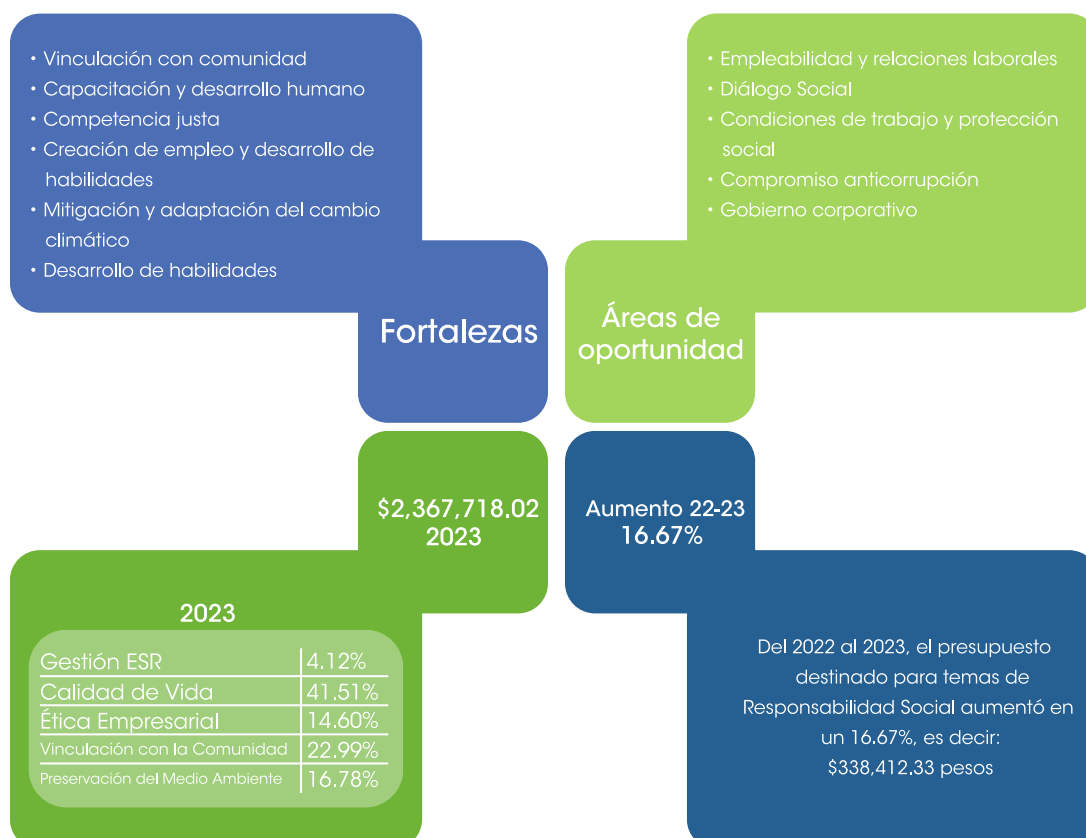 • Vinculación con comunidad
• Capacitación y desarrollo humano
• Competencia justa
• Creación de empleo y desarrollo de
habilidades
• Mitigación y adaptación del cambio
climático
• Desarrollo de habilidades
Fortalezas
• Empleabilidad y relaciones laborales
• Diálogo Social
• Condiciones de trabajo y protección
social
• Compromiso anticorrupción
• Gobierno corporativo
Áreas de
oportunidad
$2,367,718.02
2023
2023
Gestión ESR 4.12%
Calidad de Vida 41.51%
Ética Empresarial 14.60%
Vinculación con la Comunidad 22.99%
Preservación del Medio Ambiente 16.78%
Aumento 22-23
16.67%
Del 2022 al 2023, el presupuesto
destinado para temas de
Responsabilidad Social aumentó en
un 16.67%, es decir:
$338,412.33 pesos